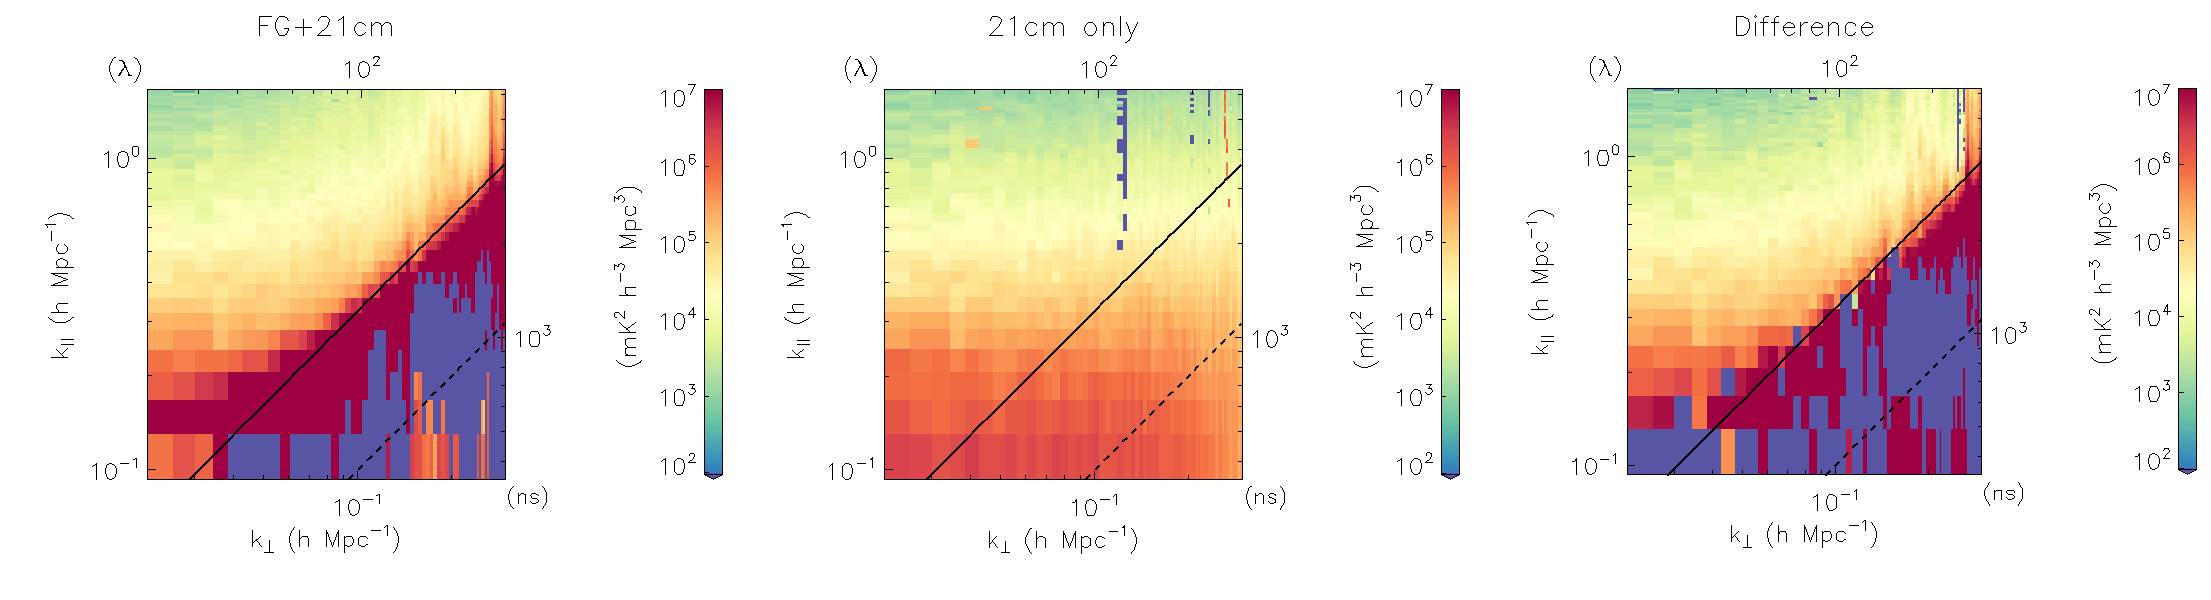 FG+21cm
(λ)
10²
10⁷
10⁶
10⁵
10⁴
10³
10²
(mK² h⁻³ Mpc³)
10⁰
10⁻¹
k∥ (h Mpc⁻¹)
10³
(ns)
10⁻¹
k⊥ (h Mpc⁻¹)
21cm only
(λ)
10²
10⁷
10⁶
10⁵
10⁴
10³
10²
(mK² h⁻³ Mpc³)
10⁰
10⁻¹
k∥ (h Mpc⁻¹)
10³
(ns)
10⁻¹
k⊥ (h Mpc⁻¹)
Difference
(λ)
10²
10⁷
10⁶
10⁵
10⁴
10³
10²
(mK² h⁻³ Mpc³)
10⁰
10⁻¹
k∥ (h Mpc⁻¹)
10³
(ns)
10⁻¹
k⊥ (h Mpc⁻¹)